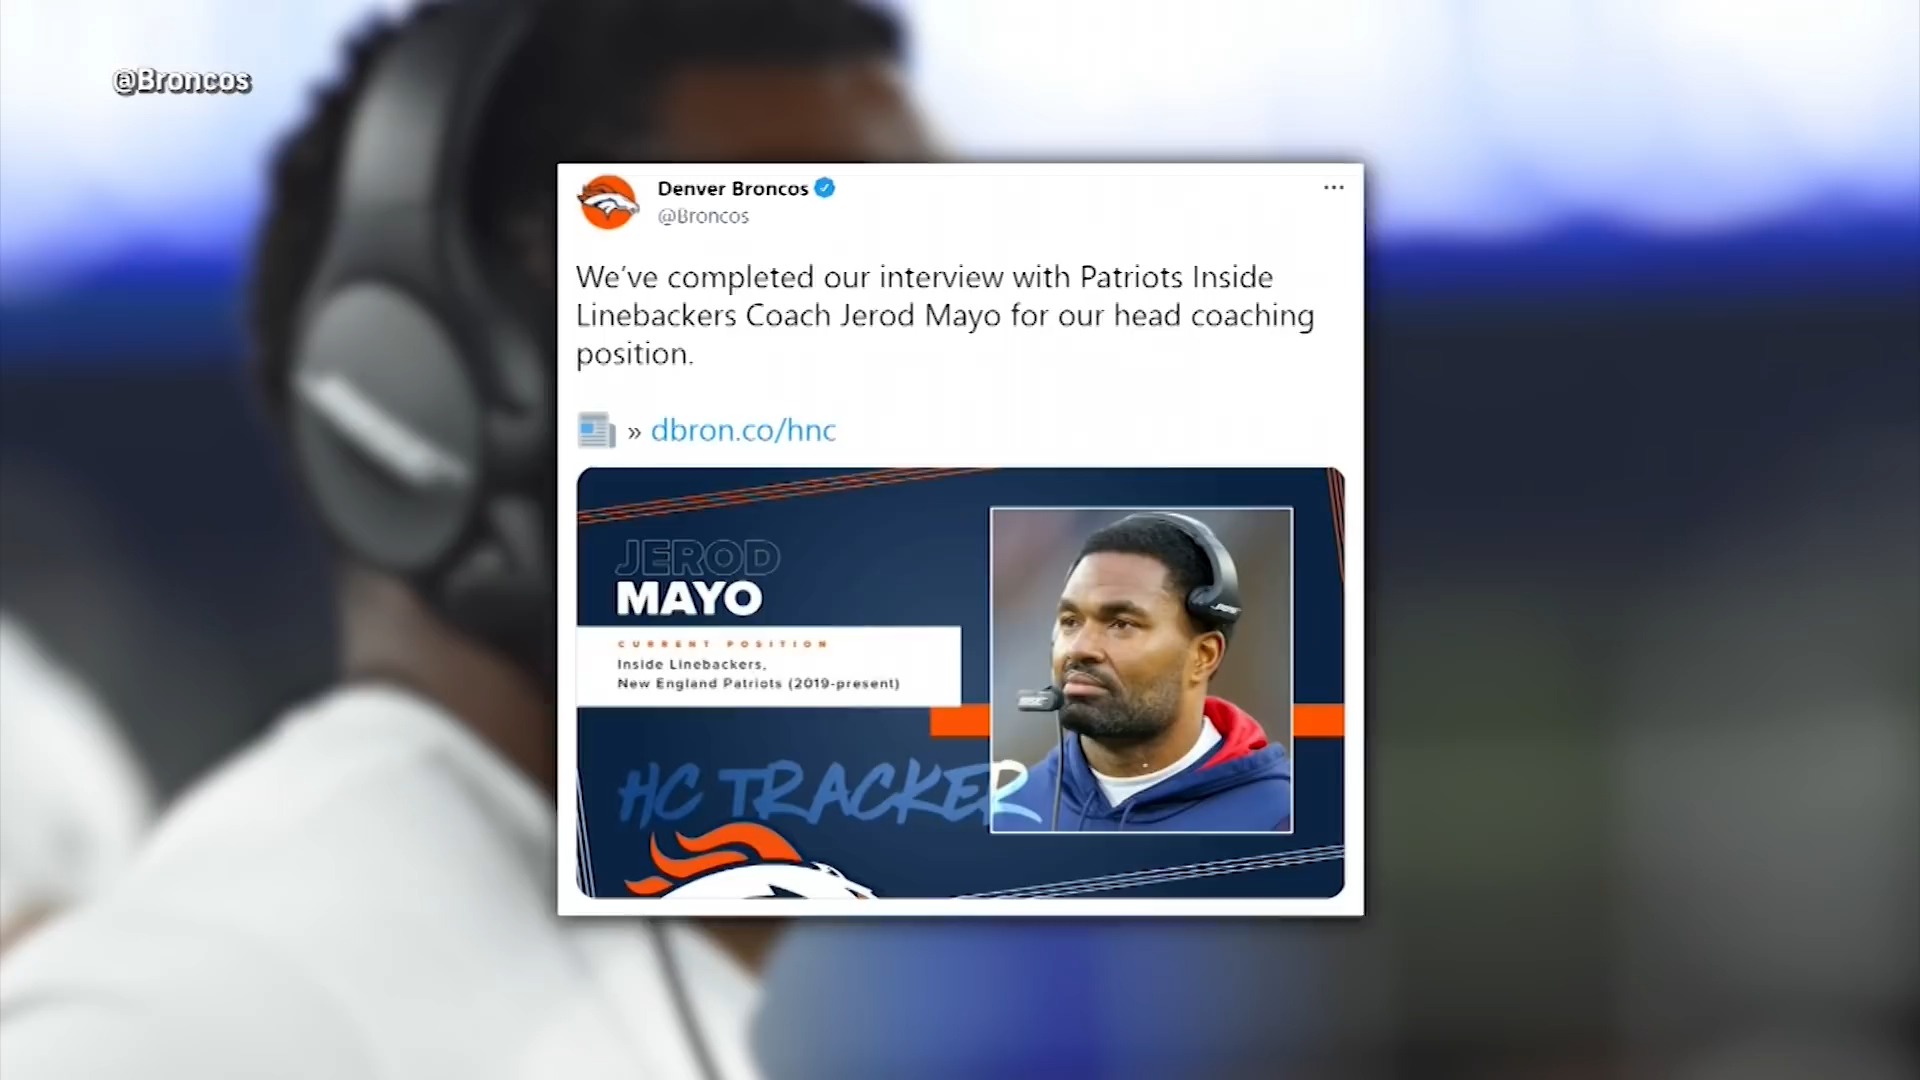 @Broncos
Denver Broncos
@Broncos
We've completed our interview with Patriots Inside
Linebackers Coach Jerod Mayo for our head coaching
position.
» dbron.co/hnc
JEROD
MAYO
CURRENT POSITION
Inside Linebackers,
New England Patriots (2019-present)
BOSE
HC TRACKER